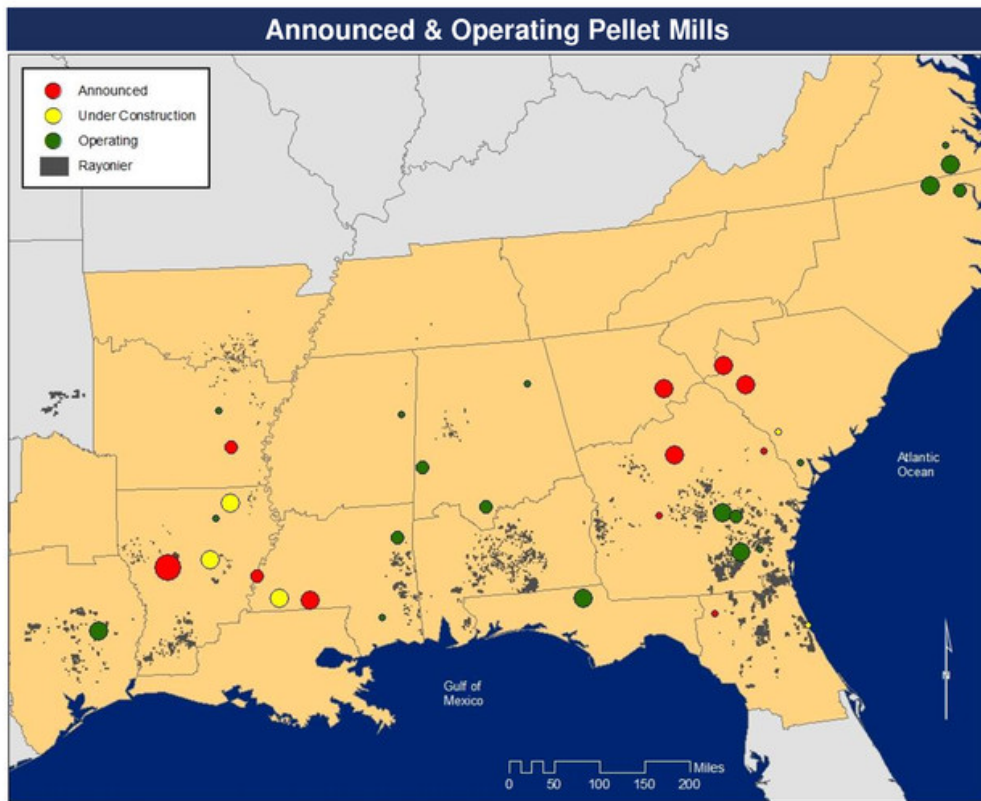 Announced & Operating Pellet Mills
Announced
Under Construction
Operating
Rayonier
Atlantic
Ocean
Gulf of
Mexico
Miles
0 50 100 150 200
N